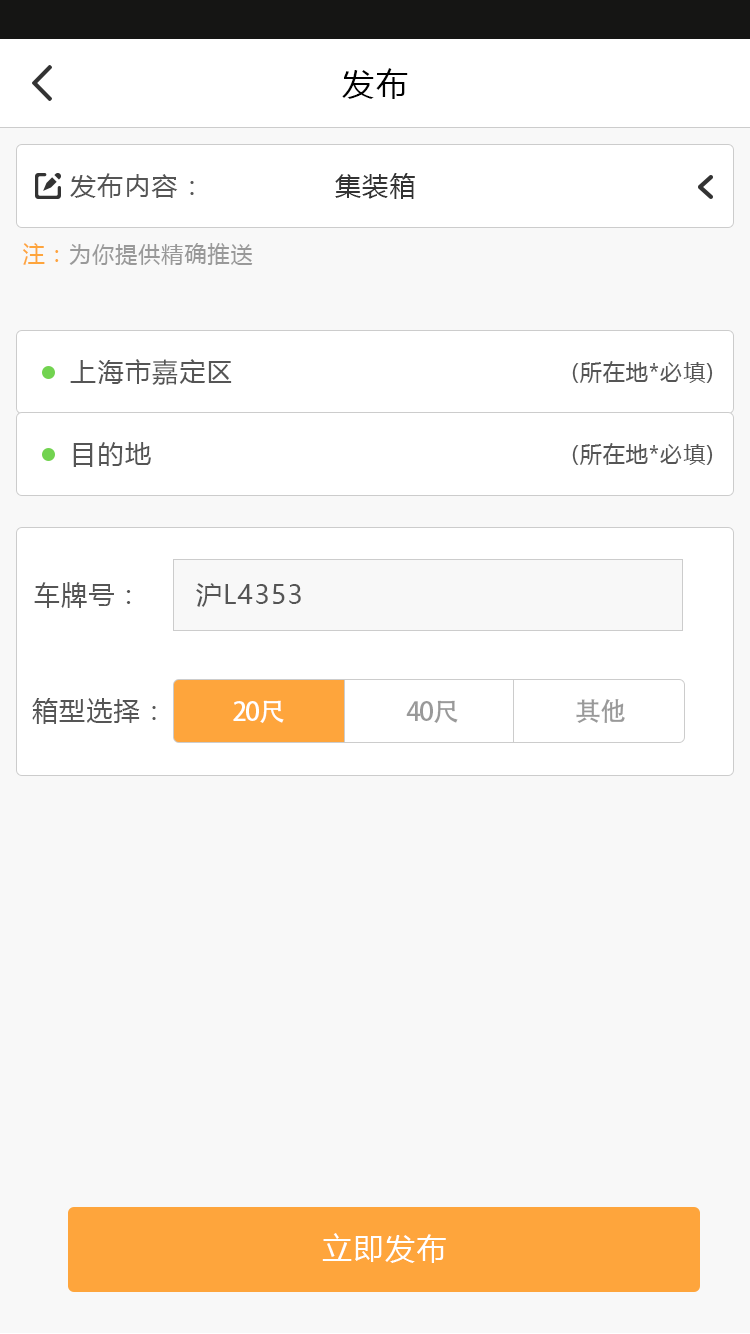 发布
发布内容： 集装箱
注：为你提供精确推送
上海市嘉定区 (所在地*必填)
目的地 (所在地*必填)
车牌号： 沪L4353
箱型选择： 20尺 40尺 其他
立即发布